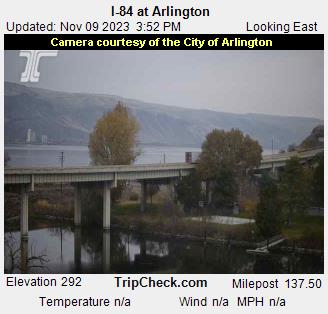 I-84 at Arlington
Updated: Nov 09 2023 3:52 PM Looking East
Camera courtesy of the City of Arlington
Elevation 292 TripCheck.com Milepost 137.50
Temperature n/a Wind n/a MPH n/a